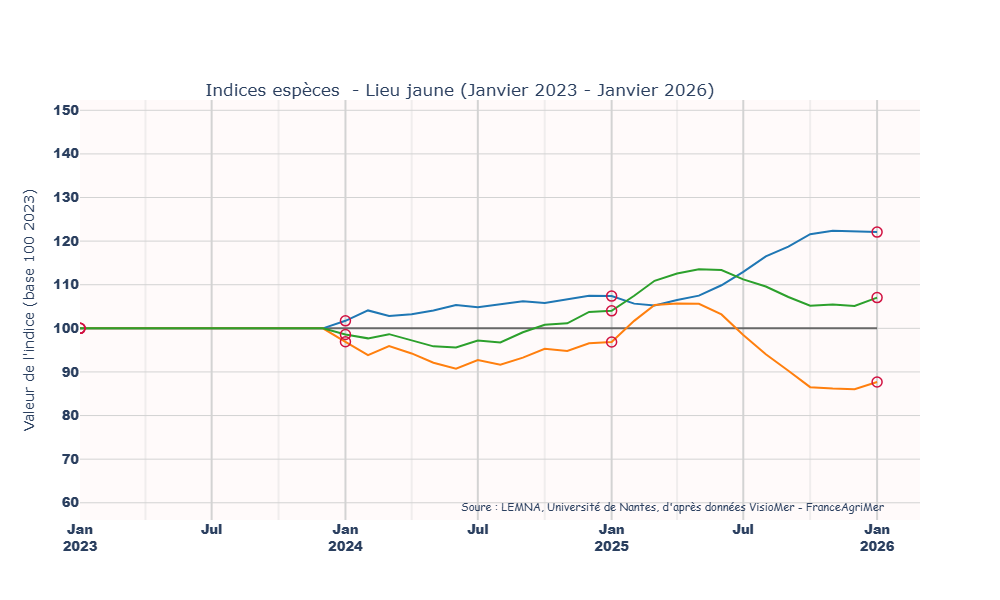 Indices espèces  - Lieu jaune (Janvier 2023 - Janvier 2026)
Valeur de l'indice (base 100 2023)
150
140
130
120
110
100
90
80
70
60
Soure : LEMNA, Université de Nantes, d'après données VisioMer - FranceAgriMer
Jan Jul Jan Jul Jan Jul Jan
2023 2024 2025 2026